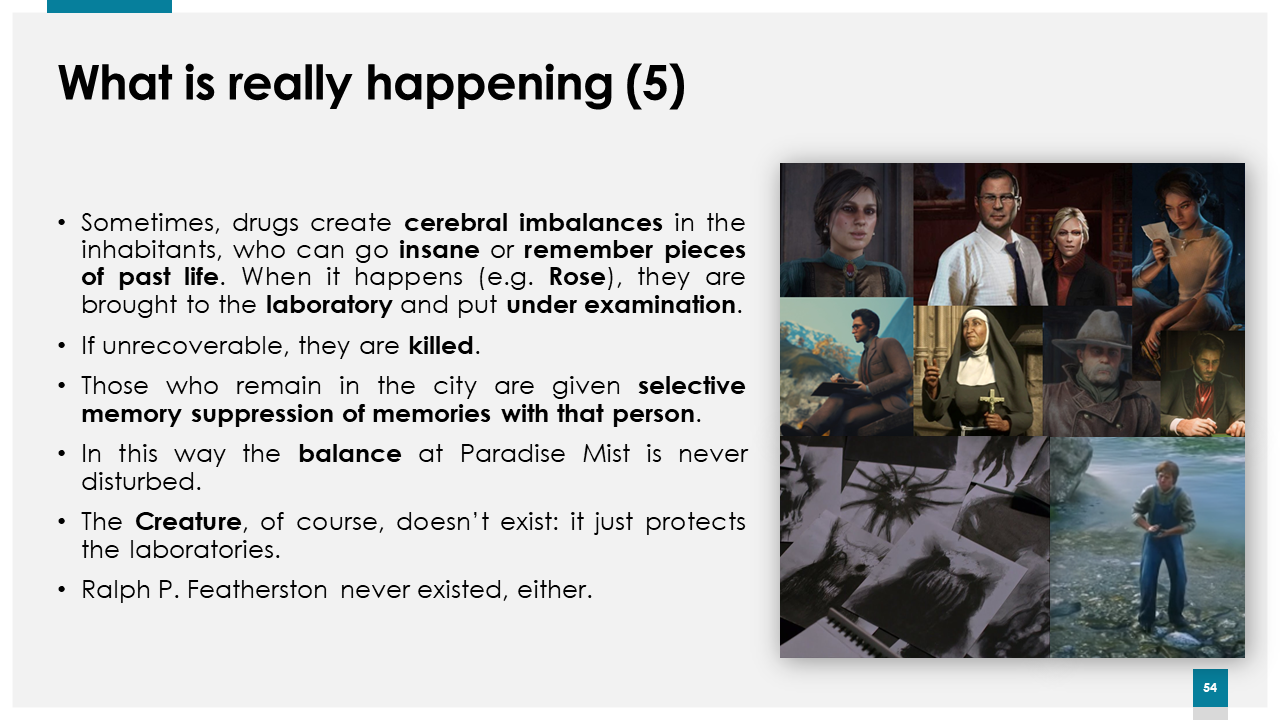 What is really happening (5)
• Sometimes, drugs create cerebral imbalances in the
inhabitants, who can go insane or remember pieces
of past life. When it happens (e.g. Rose), they are
brought to the laboratory and put under examination.
• If unrecoverable, they are killed.
• Those who remain in the city are given selective
memory suppression of memories with that person.
• In this way the balance at Paradise Mist is never
disturbed.
• The Creature, of course, doesn’t exist: it just protects
the laboratories.
• Ralph P. Featherston never existed, either.
54